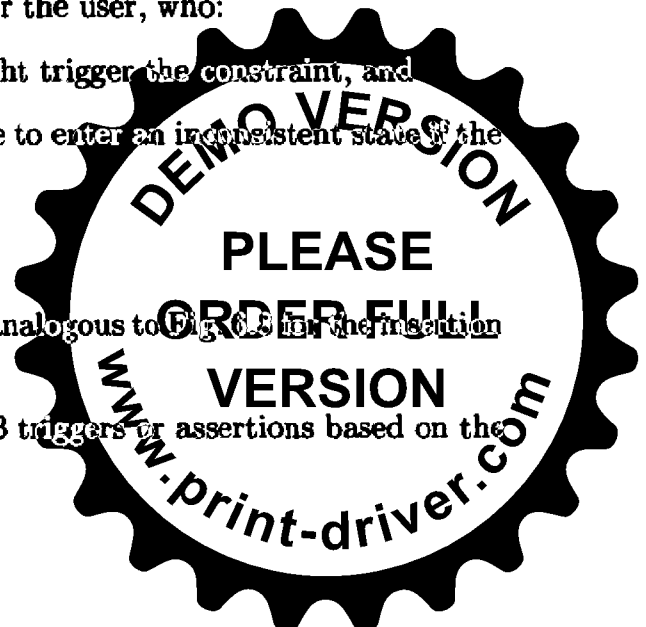 r the user, who:
ht trigger the constraint, and
e to enter an inconsistent state if the
nalogous to Fig. 6.8 for the insertion
3 triggers or assertions based on the
DEMO VERSION
PLEASE
ORDER FULL
VERSION
www.print-driver.com